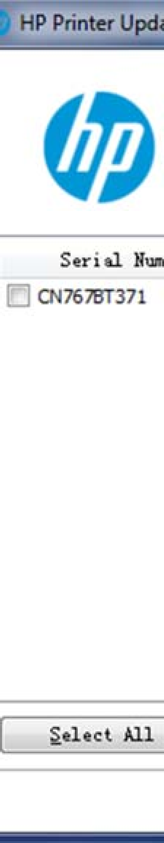 HP Printer Upda
hp
Serial Num
CN767BT371
Select All